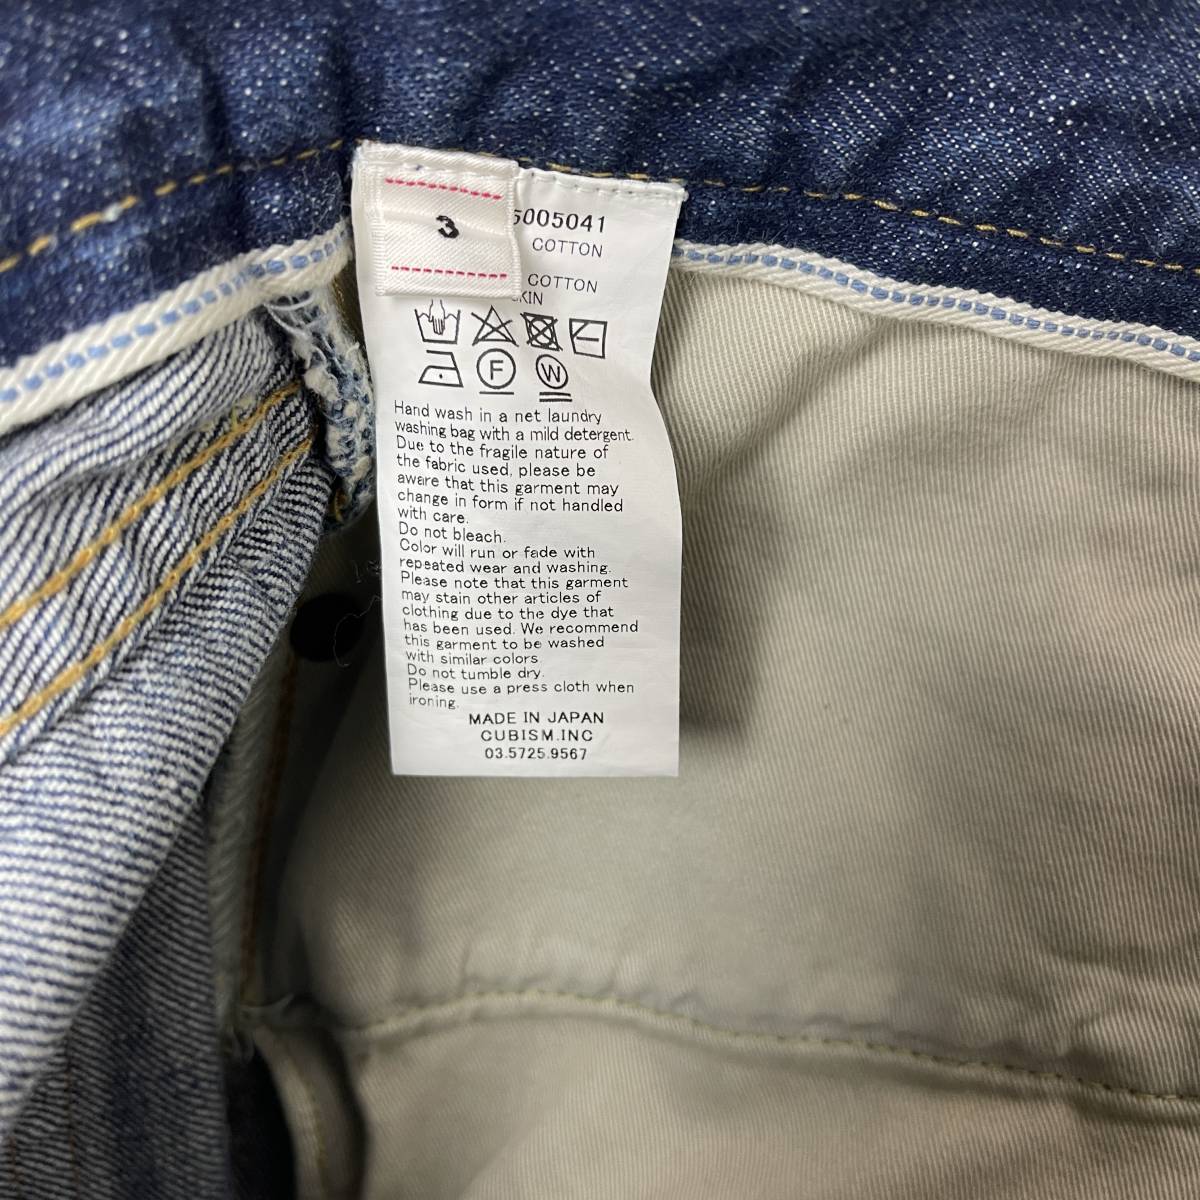 3
5005041
COTTON
COTTON
F
W
Hand wash in a net laundry
washing bag with a mild detergent.
Due to the fragile nature of
the fabric used, please be
aware that this garment may
change in form if not handled
with care.
Do not bleach.
Color will run or fade with
repeated wear and washing.
Please note that this garment
may stain other articles of
clothing due to the dye that
has been used. We recommend
this garment to be washed
with similar colors.
Do not tumble dry.
Please use a press cloth when
ironing.
MADE IN JAPAN
CUBISM.INC
03.5725.9567